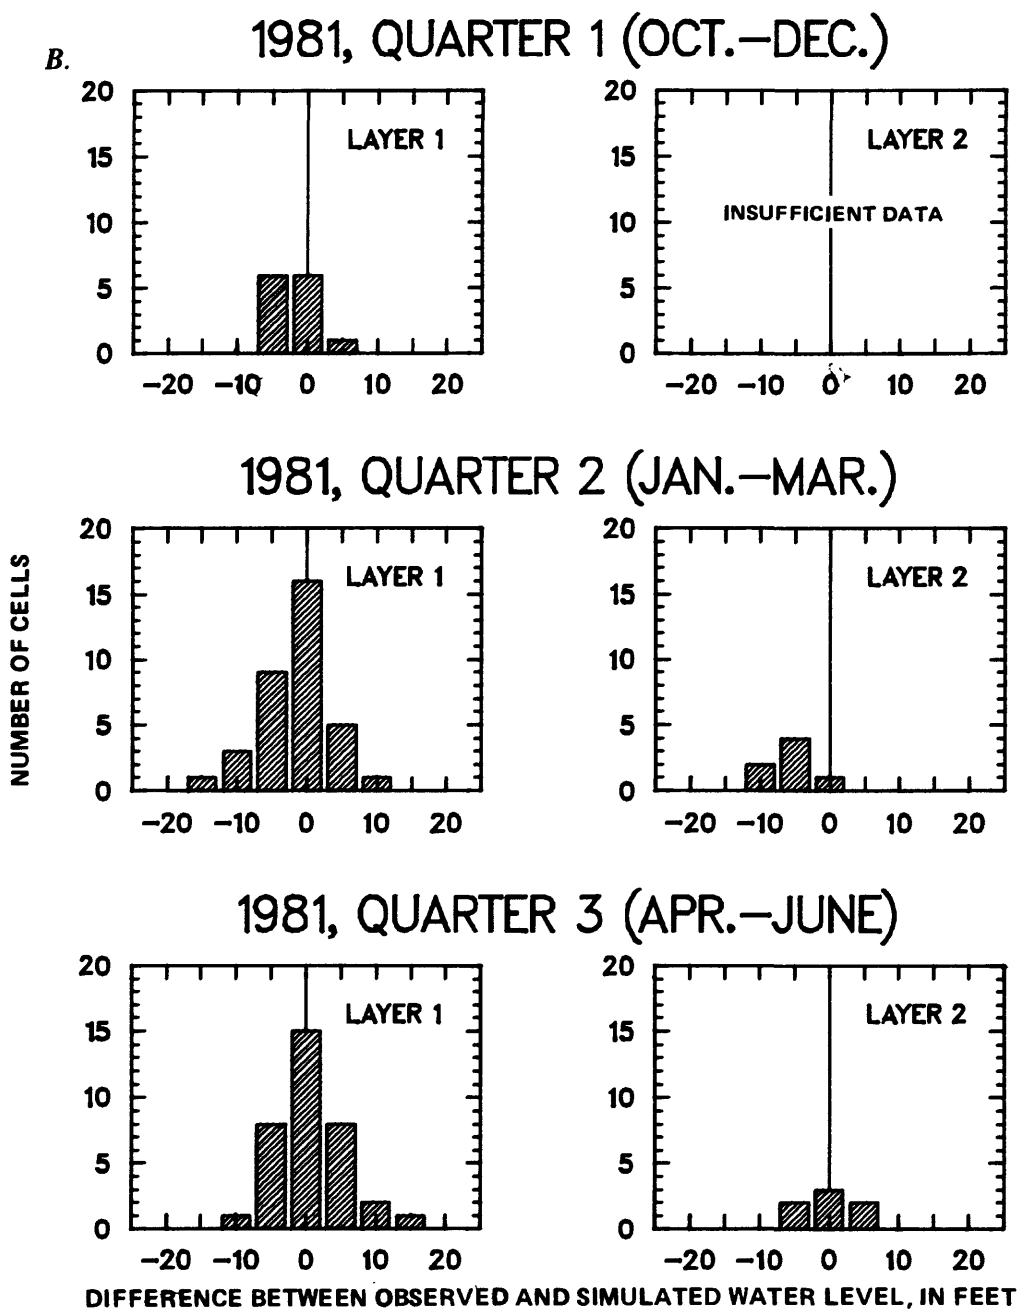 B.
1981, QUARTER 1 (OCT.–DEC.)
20
15
10
5
0
LAYER 1
–20 –10 0 10 20
20
15
10
5
0
LAYER 2
INSUFFICIENT DATA
–20 –10 0 10 20
NUMBER OF CELLS
1981, QUARTER 2 (JAN.–MAR.)
20
15
10
5
0
LAYER 1
–20 –10 0 10 20
20
15
10
5
0
LAYER 2
–20 –10 0 10 20
1981, QUARTER 3 (APR.–JUNE)
20
15
10
5
0
LAYER 1
–20 –10 0 10 20
20
15
10
5
0
LAYER 2
–20 –10 0 10 20
DIFFERENCE BETWEEN OBSERVED AND SIMULATED WATER LEVEL, IN FEET